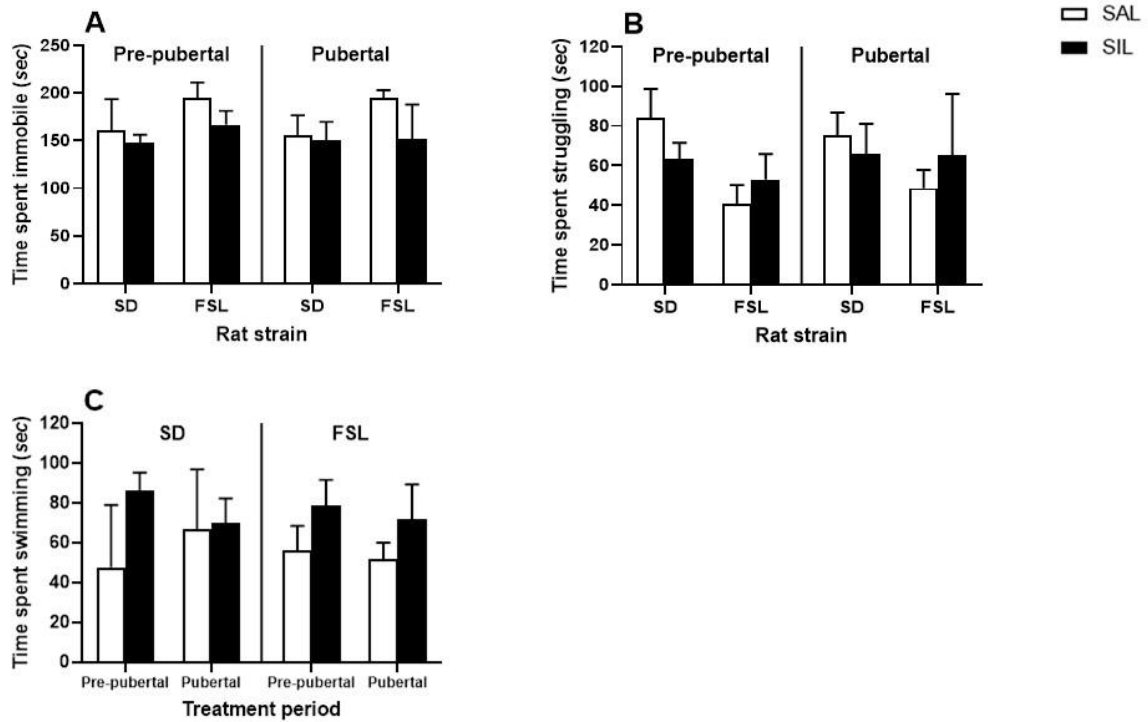 A
Pre-pubertal Pubertal
250
200
150
100
50
0
Time spent immobile (sec)
SD FSL SD FSL
Rat strain
B
Pre-pubertal Pubertal
120
100
80
60
40
20
0
Time spent struggling (sec)
SD FSL SD FSL
Rat strain
SAL
SIL
C
SD FSL
120
100
80
60
40
20
0
Time spent swimming (sec)
Pre-pubertal Pubertal Pre-pubertal Pubertal
Treatment period